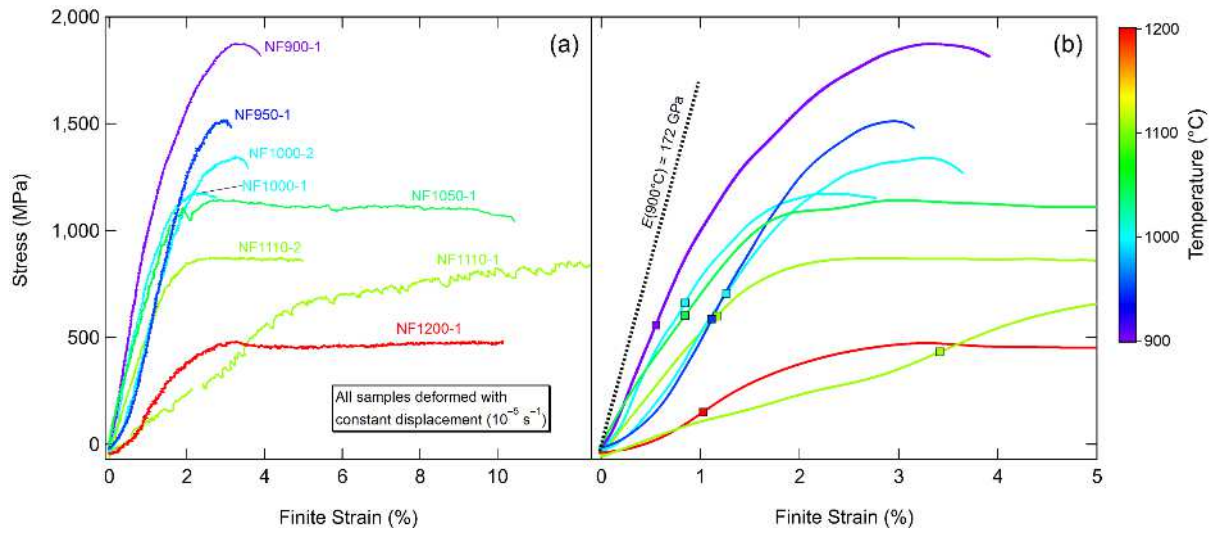 2,000
1,500
1,000
500
0
Stress (MPa)
(a)
NF900-1
NF950-1
NF1000-2
NF1000-1
NF1050-1
NF1110-2
NF1110-1
NF1200-1
All samples deformed with
constant displacement (10⁻⁵ s⁻¹)
0 2 4 6 8 10
Finite Strain (%)
(b)
E(900°C) = 172 GPa
0 1 2 3 4 5
Finite Strain (%)
1200
1100
1000
900
Temperature (°C)